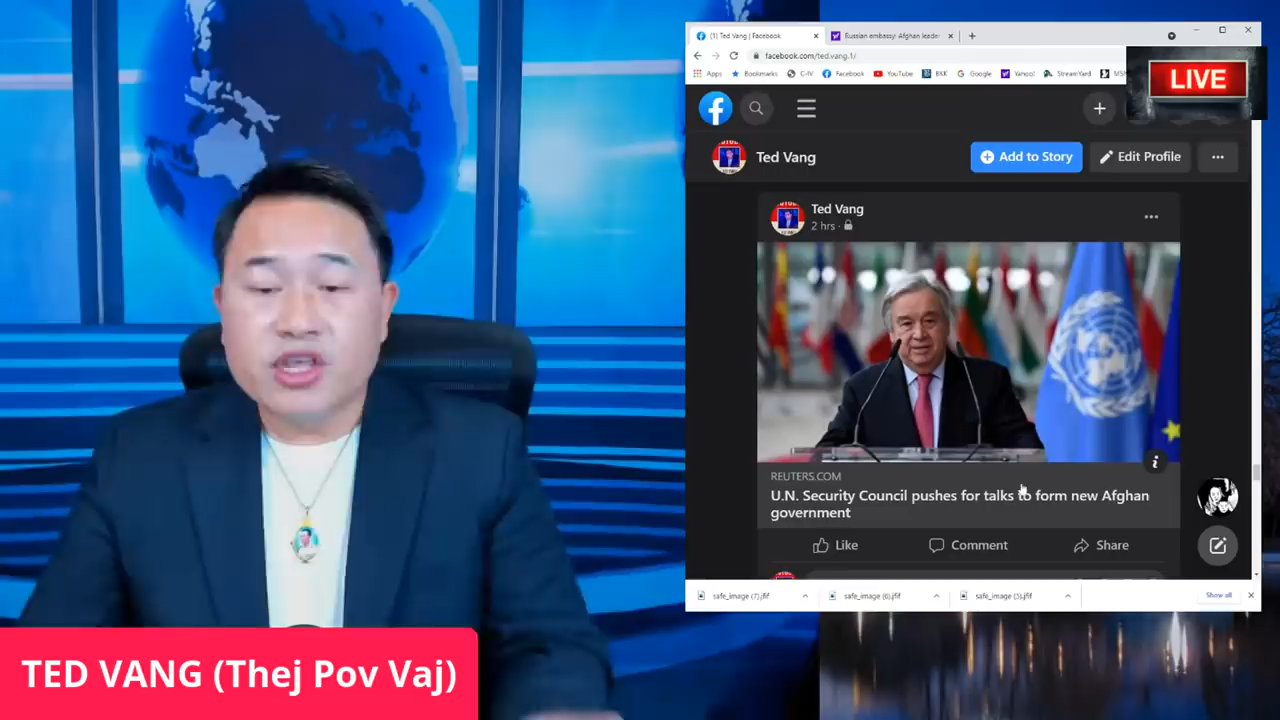 (1) Ted Vang | Facebook
Russian embassy: Afghan leade
facebook.com/ted.vang.1/
Apps
Bookmarks
C-IV
Facebook
YouTube
BKK
Google
Yahoo!
StreamYard
LIVE
Ted Vang
Add to Story
Edit Profile
Ted Vang
2 hrs ·
REUTERS.COM
U.N. Security Council pushes for talks to form new Afghan
government
Like
Comment
Share
safe_image (7).jfif
safe_image (6).jfif
safe_image (5).jfif
Show all
TED VANG (Thej Pov Vaj)